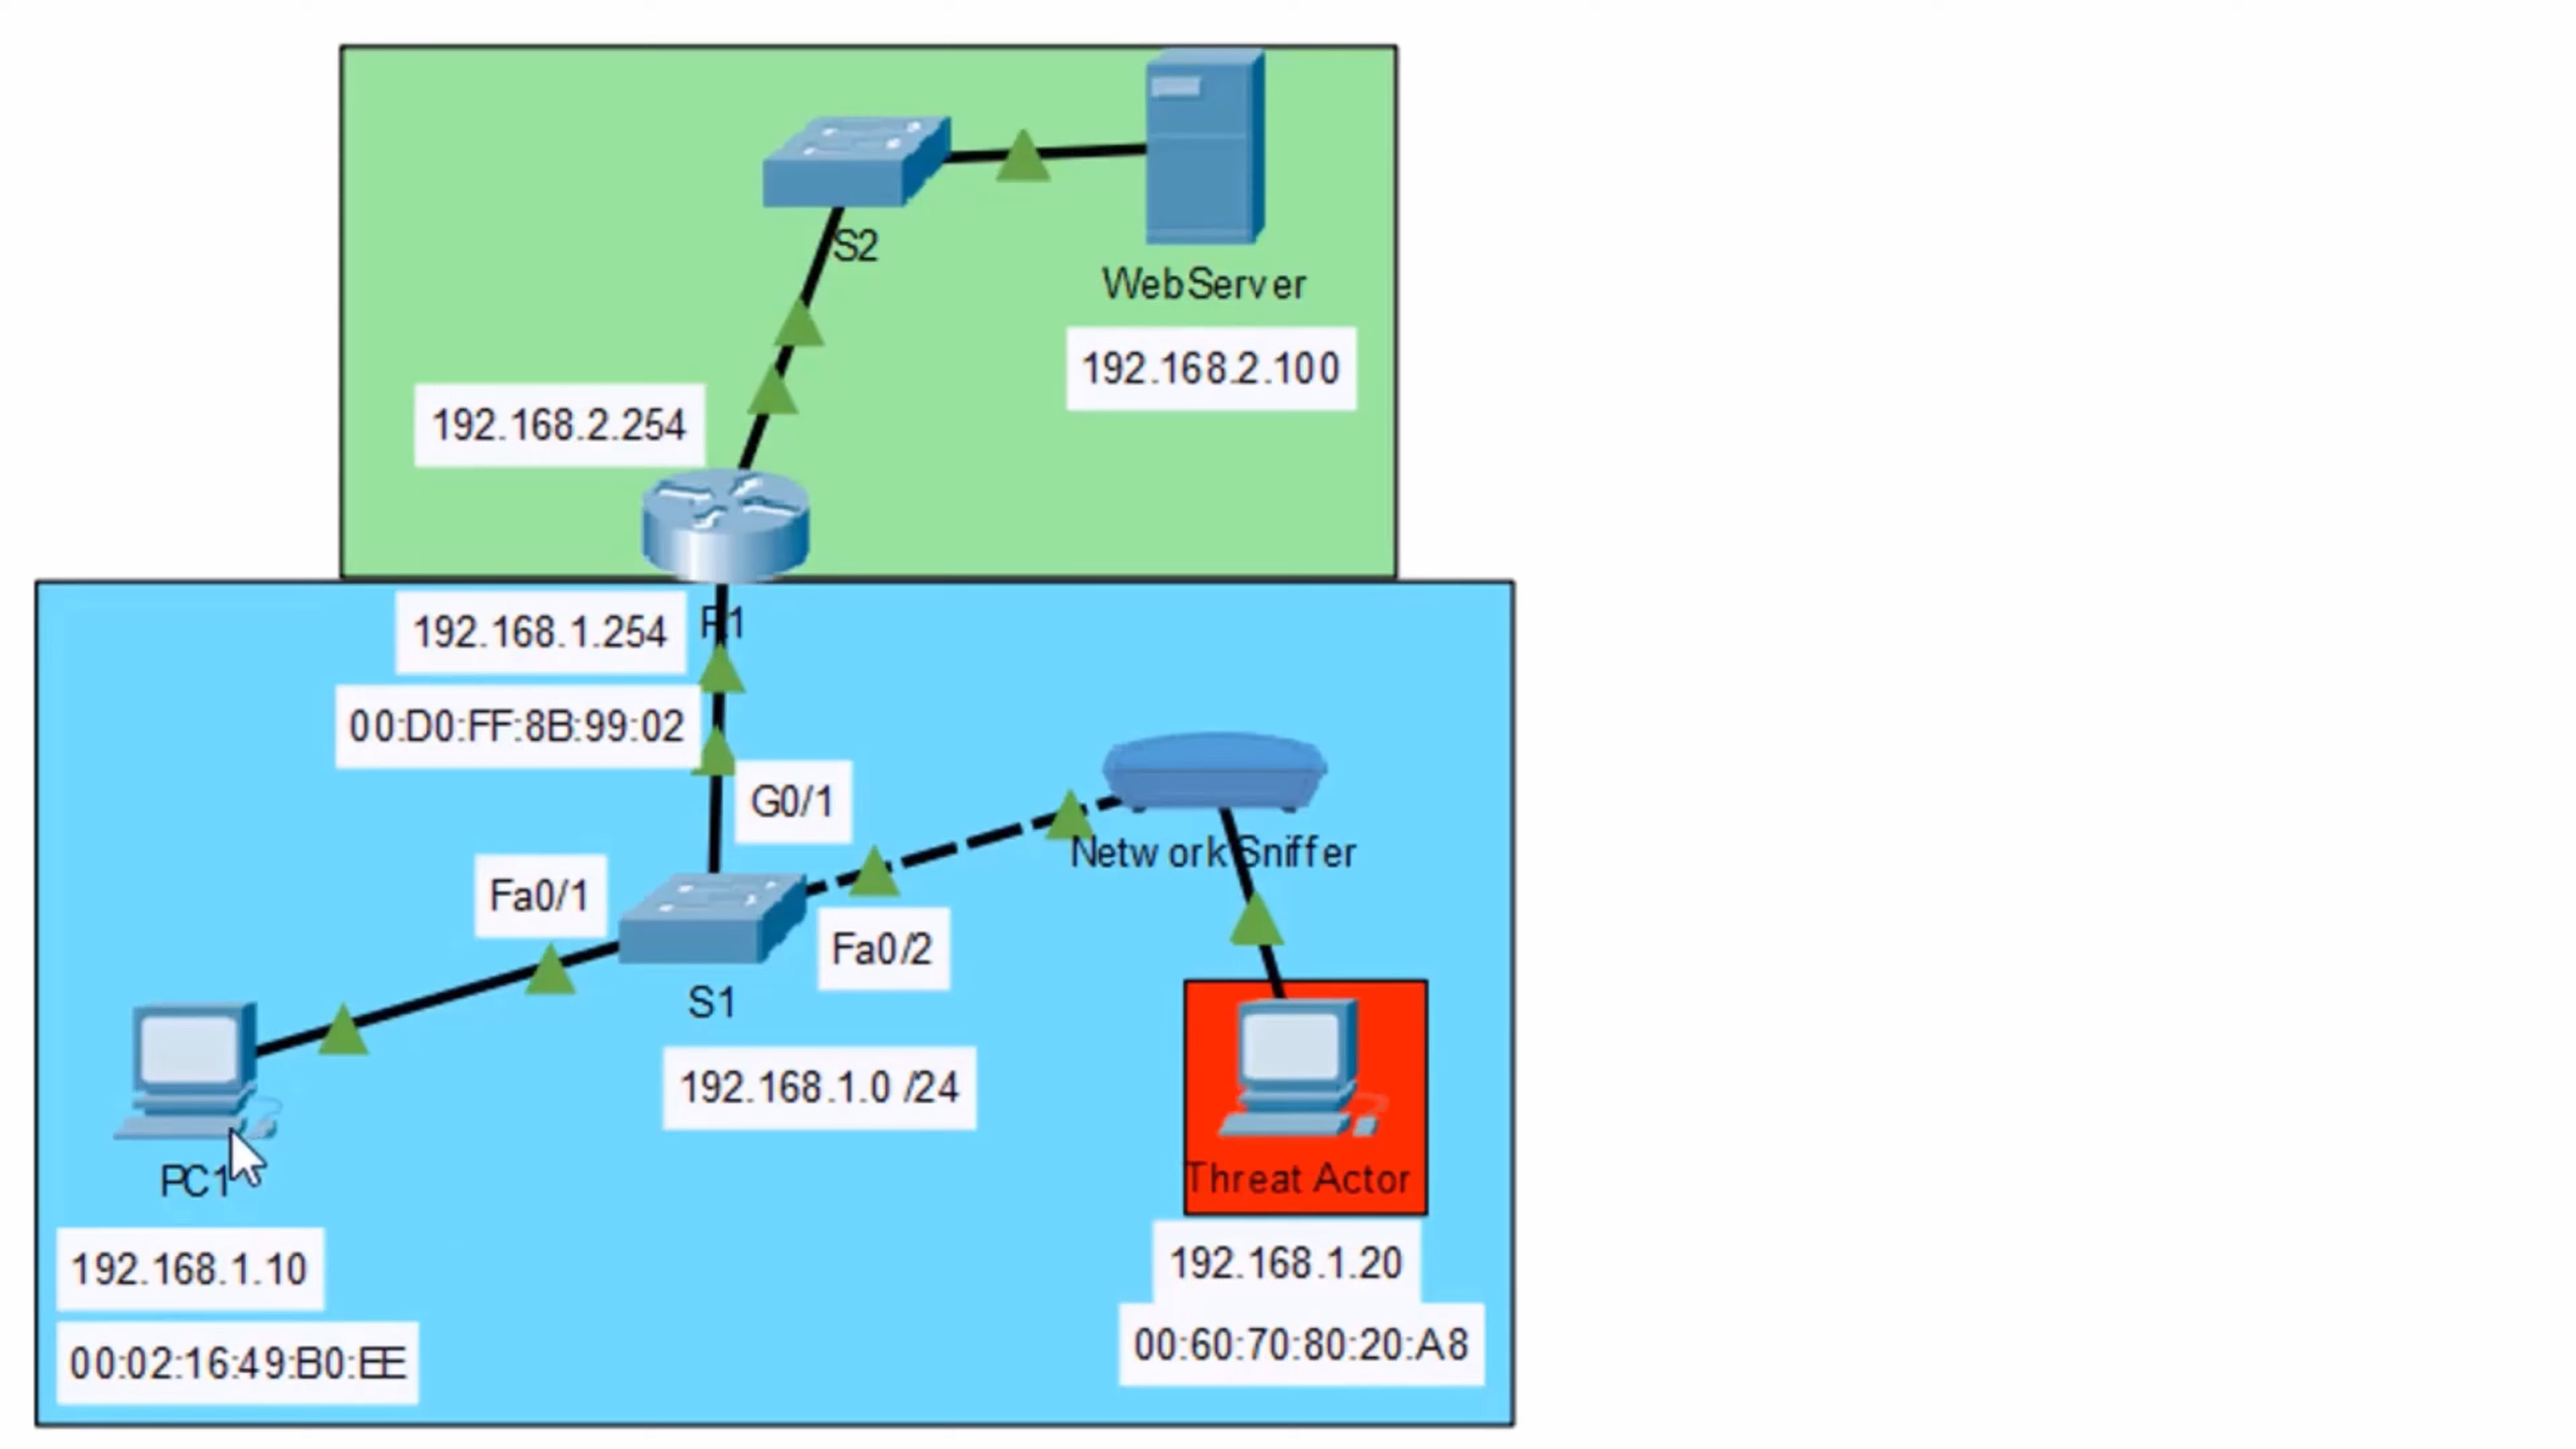 S2
WebServer
192.168.2.100
192.168.2.254
192.168.1.254
R1
00:D0:FF:8B:99:02
G0/1
Network Sniffer
Fa0/1
Fa0/2
S1
192.168.1.0 /24
PC1
Threat Actor
192.168.1.10
192.168.1.20
00:02:16:49:B0:EE
00:60:70:80:20:A8